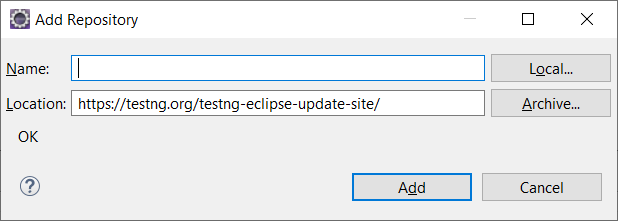 Add Repository
Name: Local...
Location: https://testng.org/testng-eclipse-update-site/ Archive...
OK
? Add Cancel